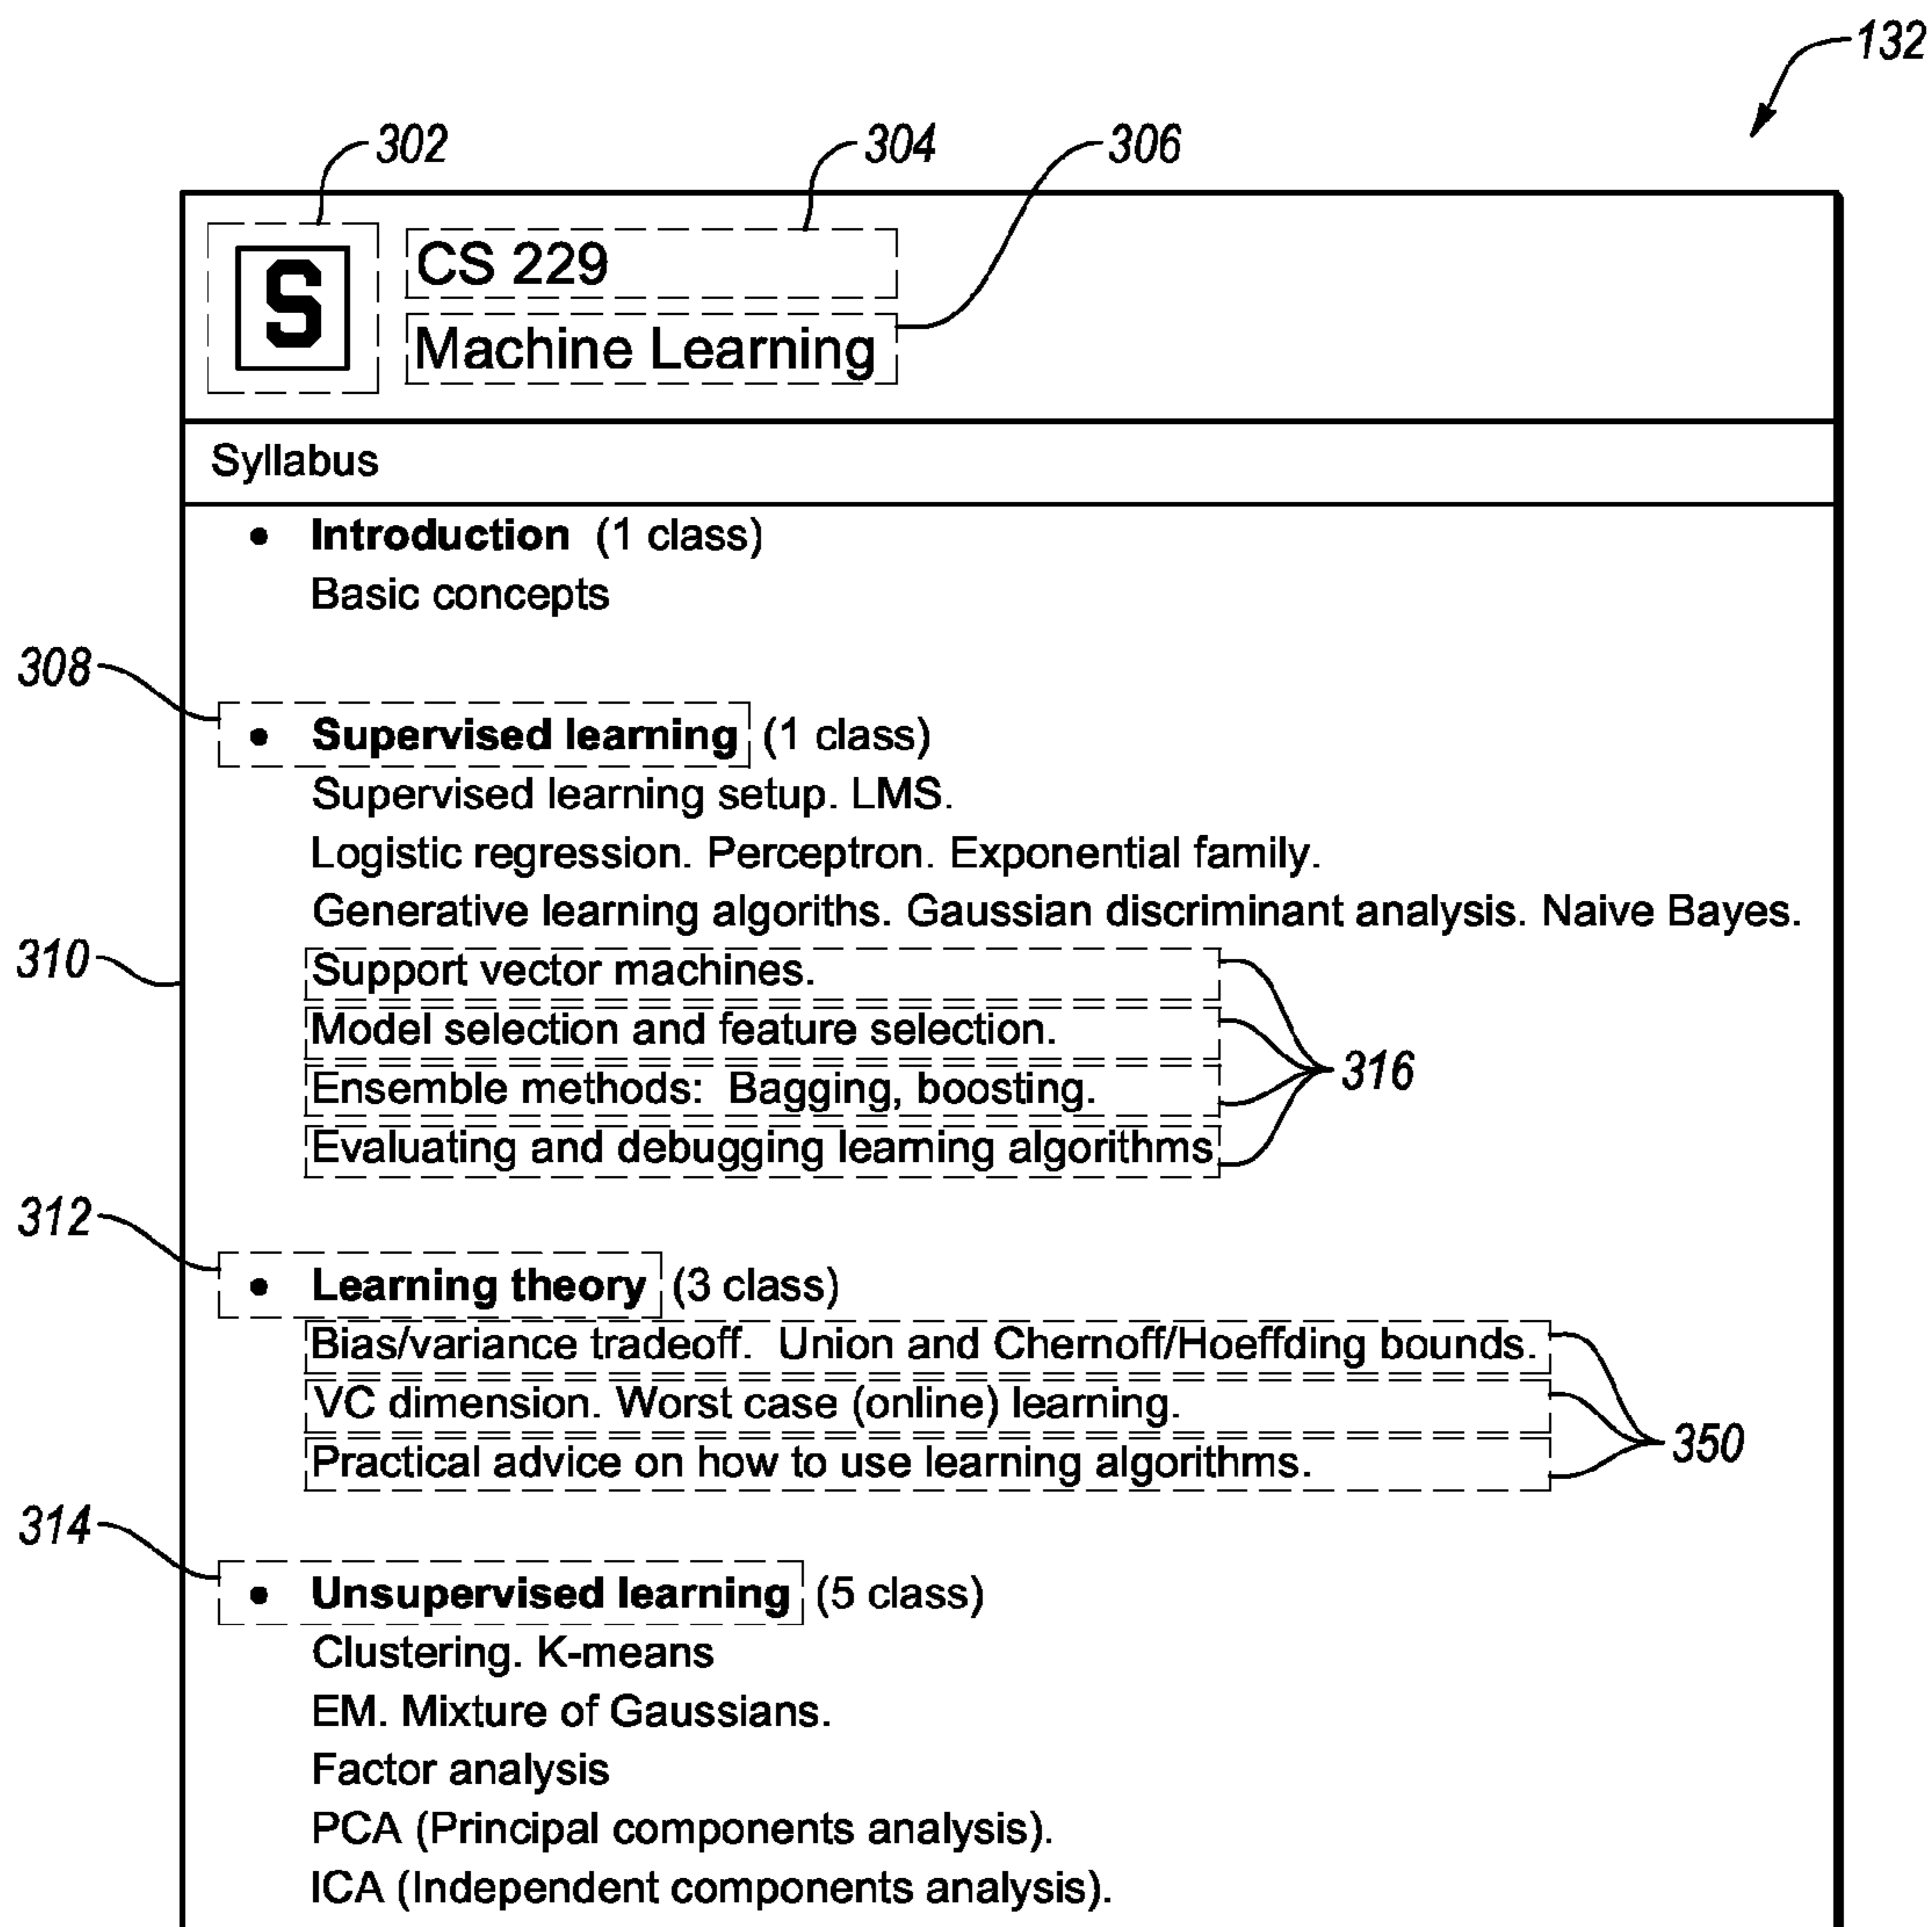 132
302
304
306
S
CS 229
Machine Learning
Syllabus
• Introduction (1 class)
Basic concepts
308
• Supervised learning (1 class)
Supervised learning setup. LMS.
Logistic regression. Perceptron. Exponential family.
Generative learning algoriths. Gaussian discriminant analysis. Naive Bayes.
310
Support vector machines.
Model selection and feature selection.
Ensemble methods: Bagging, boosting.
316
Evaluating and debugging learning algorithms
312
• Learning theory (3 class)
Bias/variance tradeoff. Union and Chernoff/Hoeffding bounds.
VC dimension. Worst case (online) learning.
350
Practical advice on how to use learning algorithms.
314
• Unsupervised learning (5 class)
Clustering. K-means
EM. Mixture of Gaussians.
Factor analysis
PCA (Principal components analysis).
ICA (Independent components analysis).